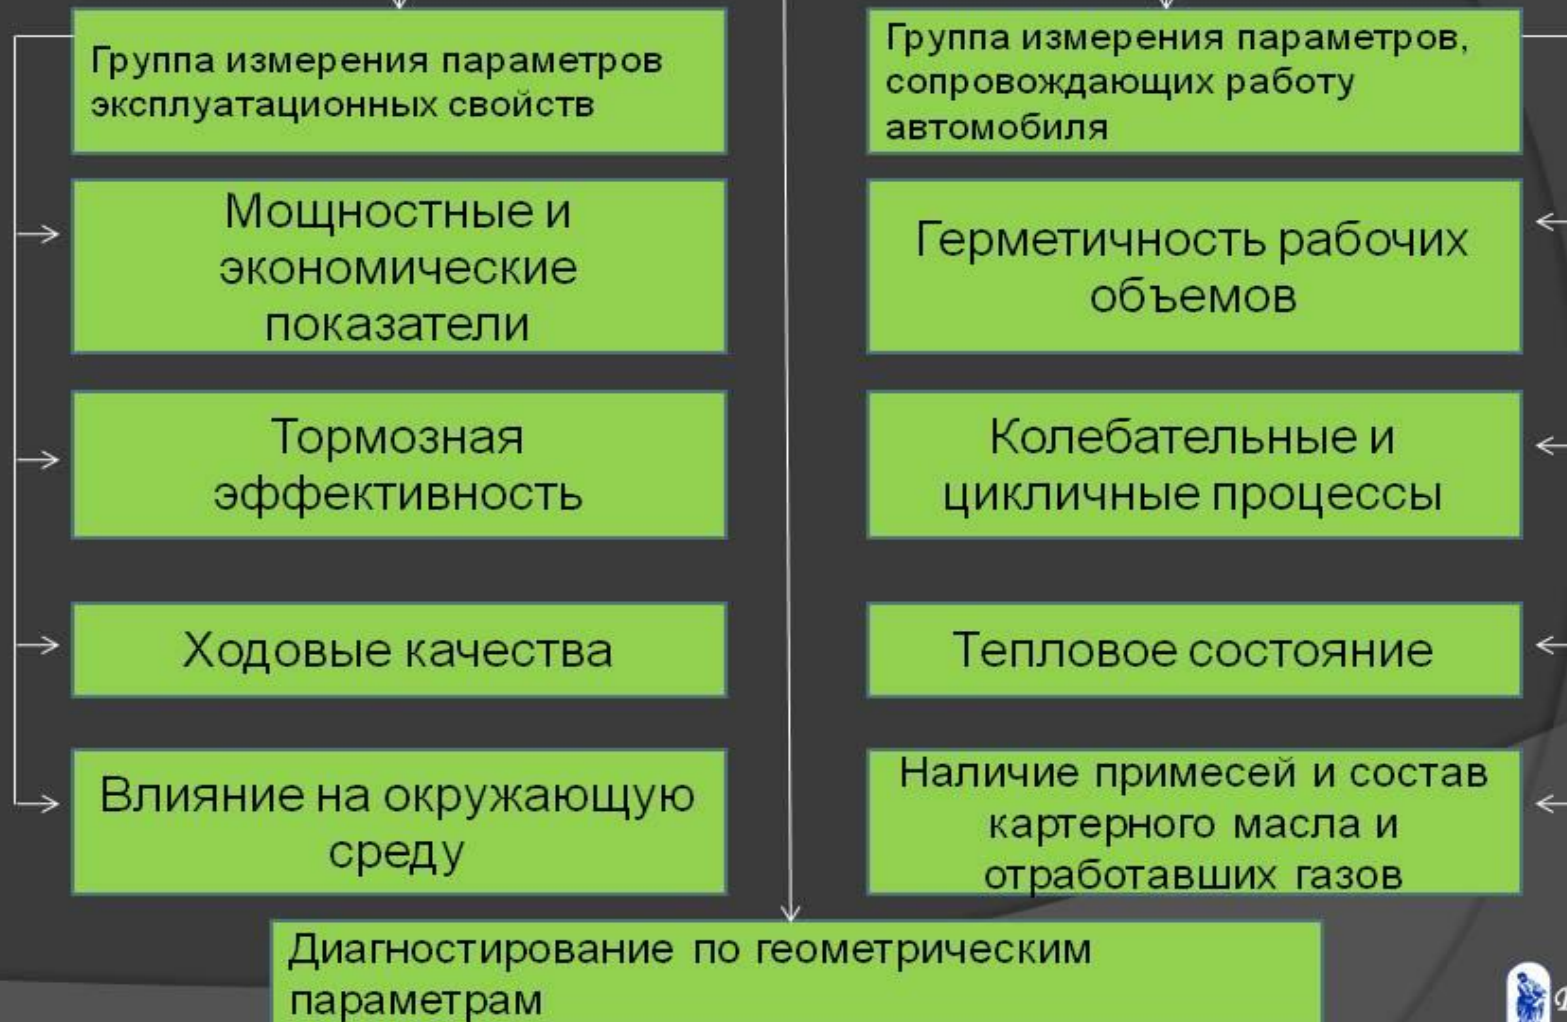 Группа измерения параметров
эксплуатационных свойств
Мощностные и
экономические
показатели
Тормозная
эффективность
Ходовые качества
Влияние на окружающую
среду
Группа измерения параметров,
сопровождающих работу
автомобиля
Герметичность рабочих
объемов
Колебательные и
цикличные процессы
Тепловое состояние
Наличие примесей и состав
картерного масла и
отработавших газов
Диагностирование по геометрическим
параметрам